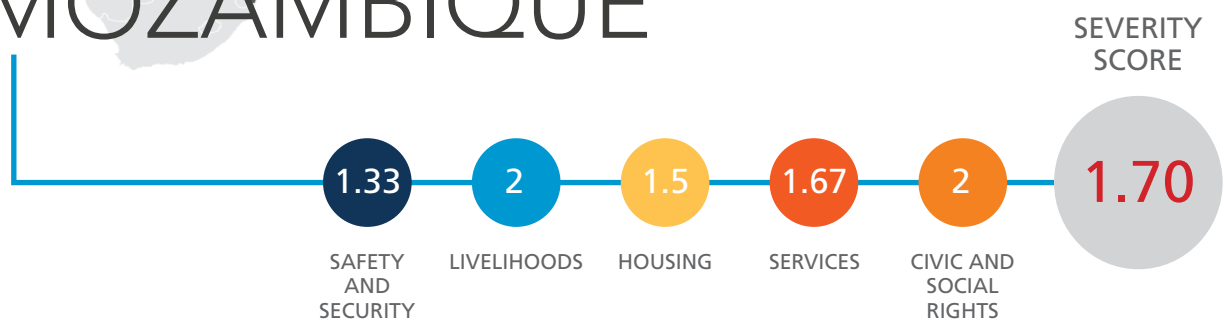 MOZAMBIQUE
SEVERITY
SCORE
1.33
2
1.5
1.67
2
1.70
SAFETY
AND
SECURITY
LIVELIHOODS
HOUSING
SERVICES
CIVIC AND
SOCIAL
RIGHTS